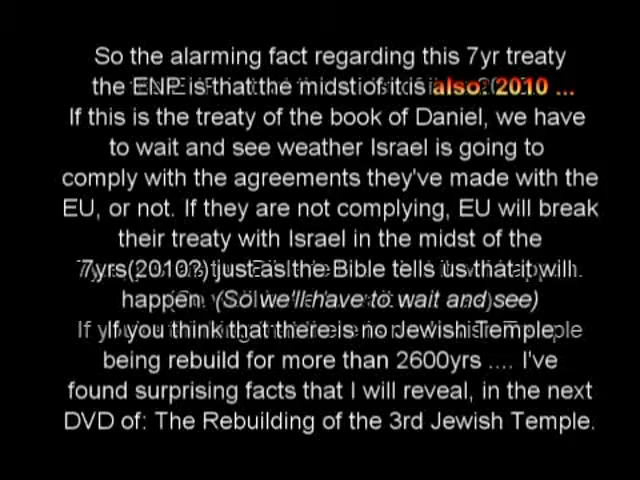 So the alarming fact regarding this 7yr treaty
the ENP is that the midst of it is also: 2010 ...
If this is the treaty of the book of Daniel, we have
to wait and see weather Israel is going to
comply with the agreements they've made with the
EU, or not. If they are not complying, EU will break
their treaty with Israel in the midst of the
7yrs(2010?) just as the Bible tells us that it will
happen. (So we'll have to wait and see)
If you think that there is no Jewish Temple
being rebuild for more than 2600yrs .... I've
found surprising facts that I will reveal, in the next
DVD of: The Rebuilding of the 3rd Jewish Temple.